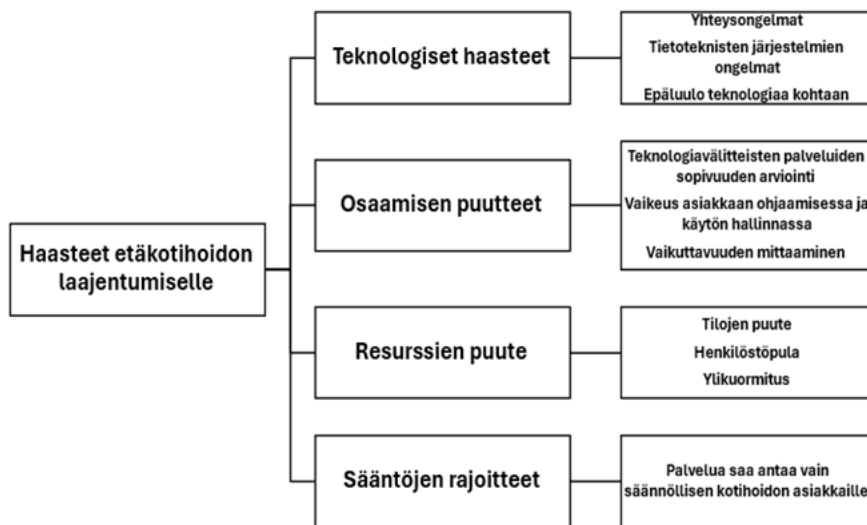 Haasteet etäkotihoidon
laajentumiselle
Teknologiset haasteet
Yhteysongelmat
Tietoteknisten järjestelmien
ongelmat
Epäluulo teknologiaa kohtaan
Osaamisen puutteet
Teknologiavälitteisten palveluiden
sopivuuden arviointi
Vaikeus asiakkaan ohjaamisessa ja
käytön hallinnassa
Vaikuttavuuden mittaaminen
Resurssien puute
Tilojen puute
Henkilöstöpula
Ylikuormitus
Sääntöjen rajoitteet
Palvelua saa antaa vain
säännöllisen kotihoidon asiakkaille